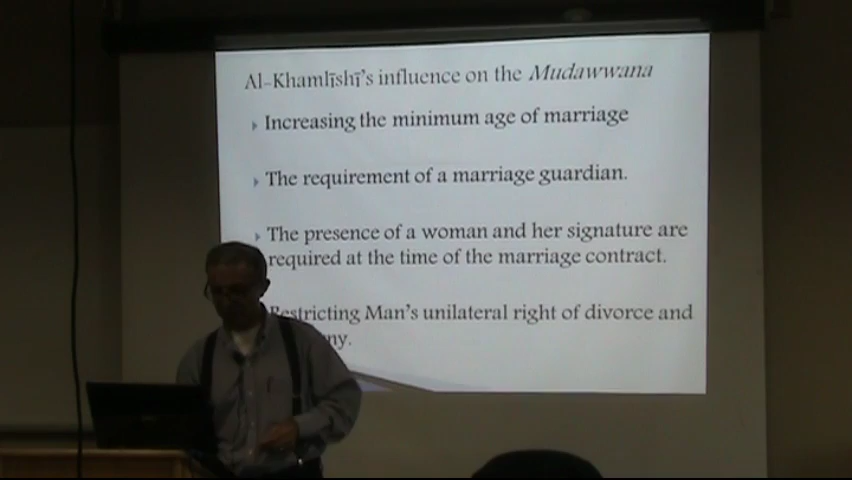 Al-Khamlīshī's influence on the Mudawwana
Increasing the minimum age of marriage
The requirement of a marriage guardian.
The presence of a woman and her signature are
required at the time of the marriage contract.
Restricting Man's unilateral right of divorce and